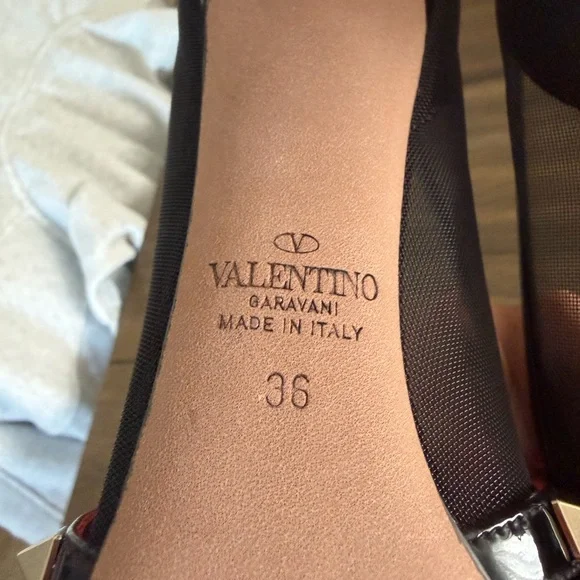 V
VALENTINO
GARAVANI
MADE IN ITALY
36